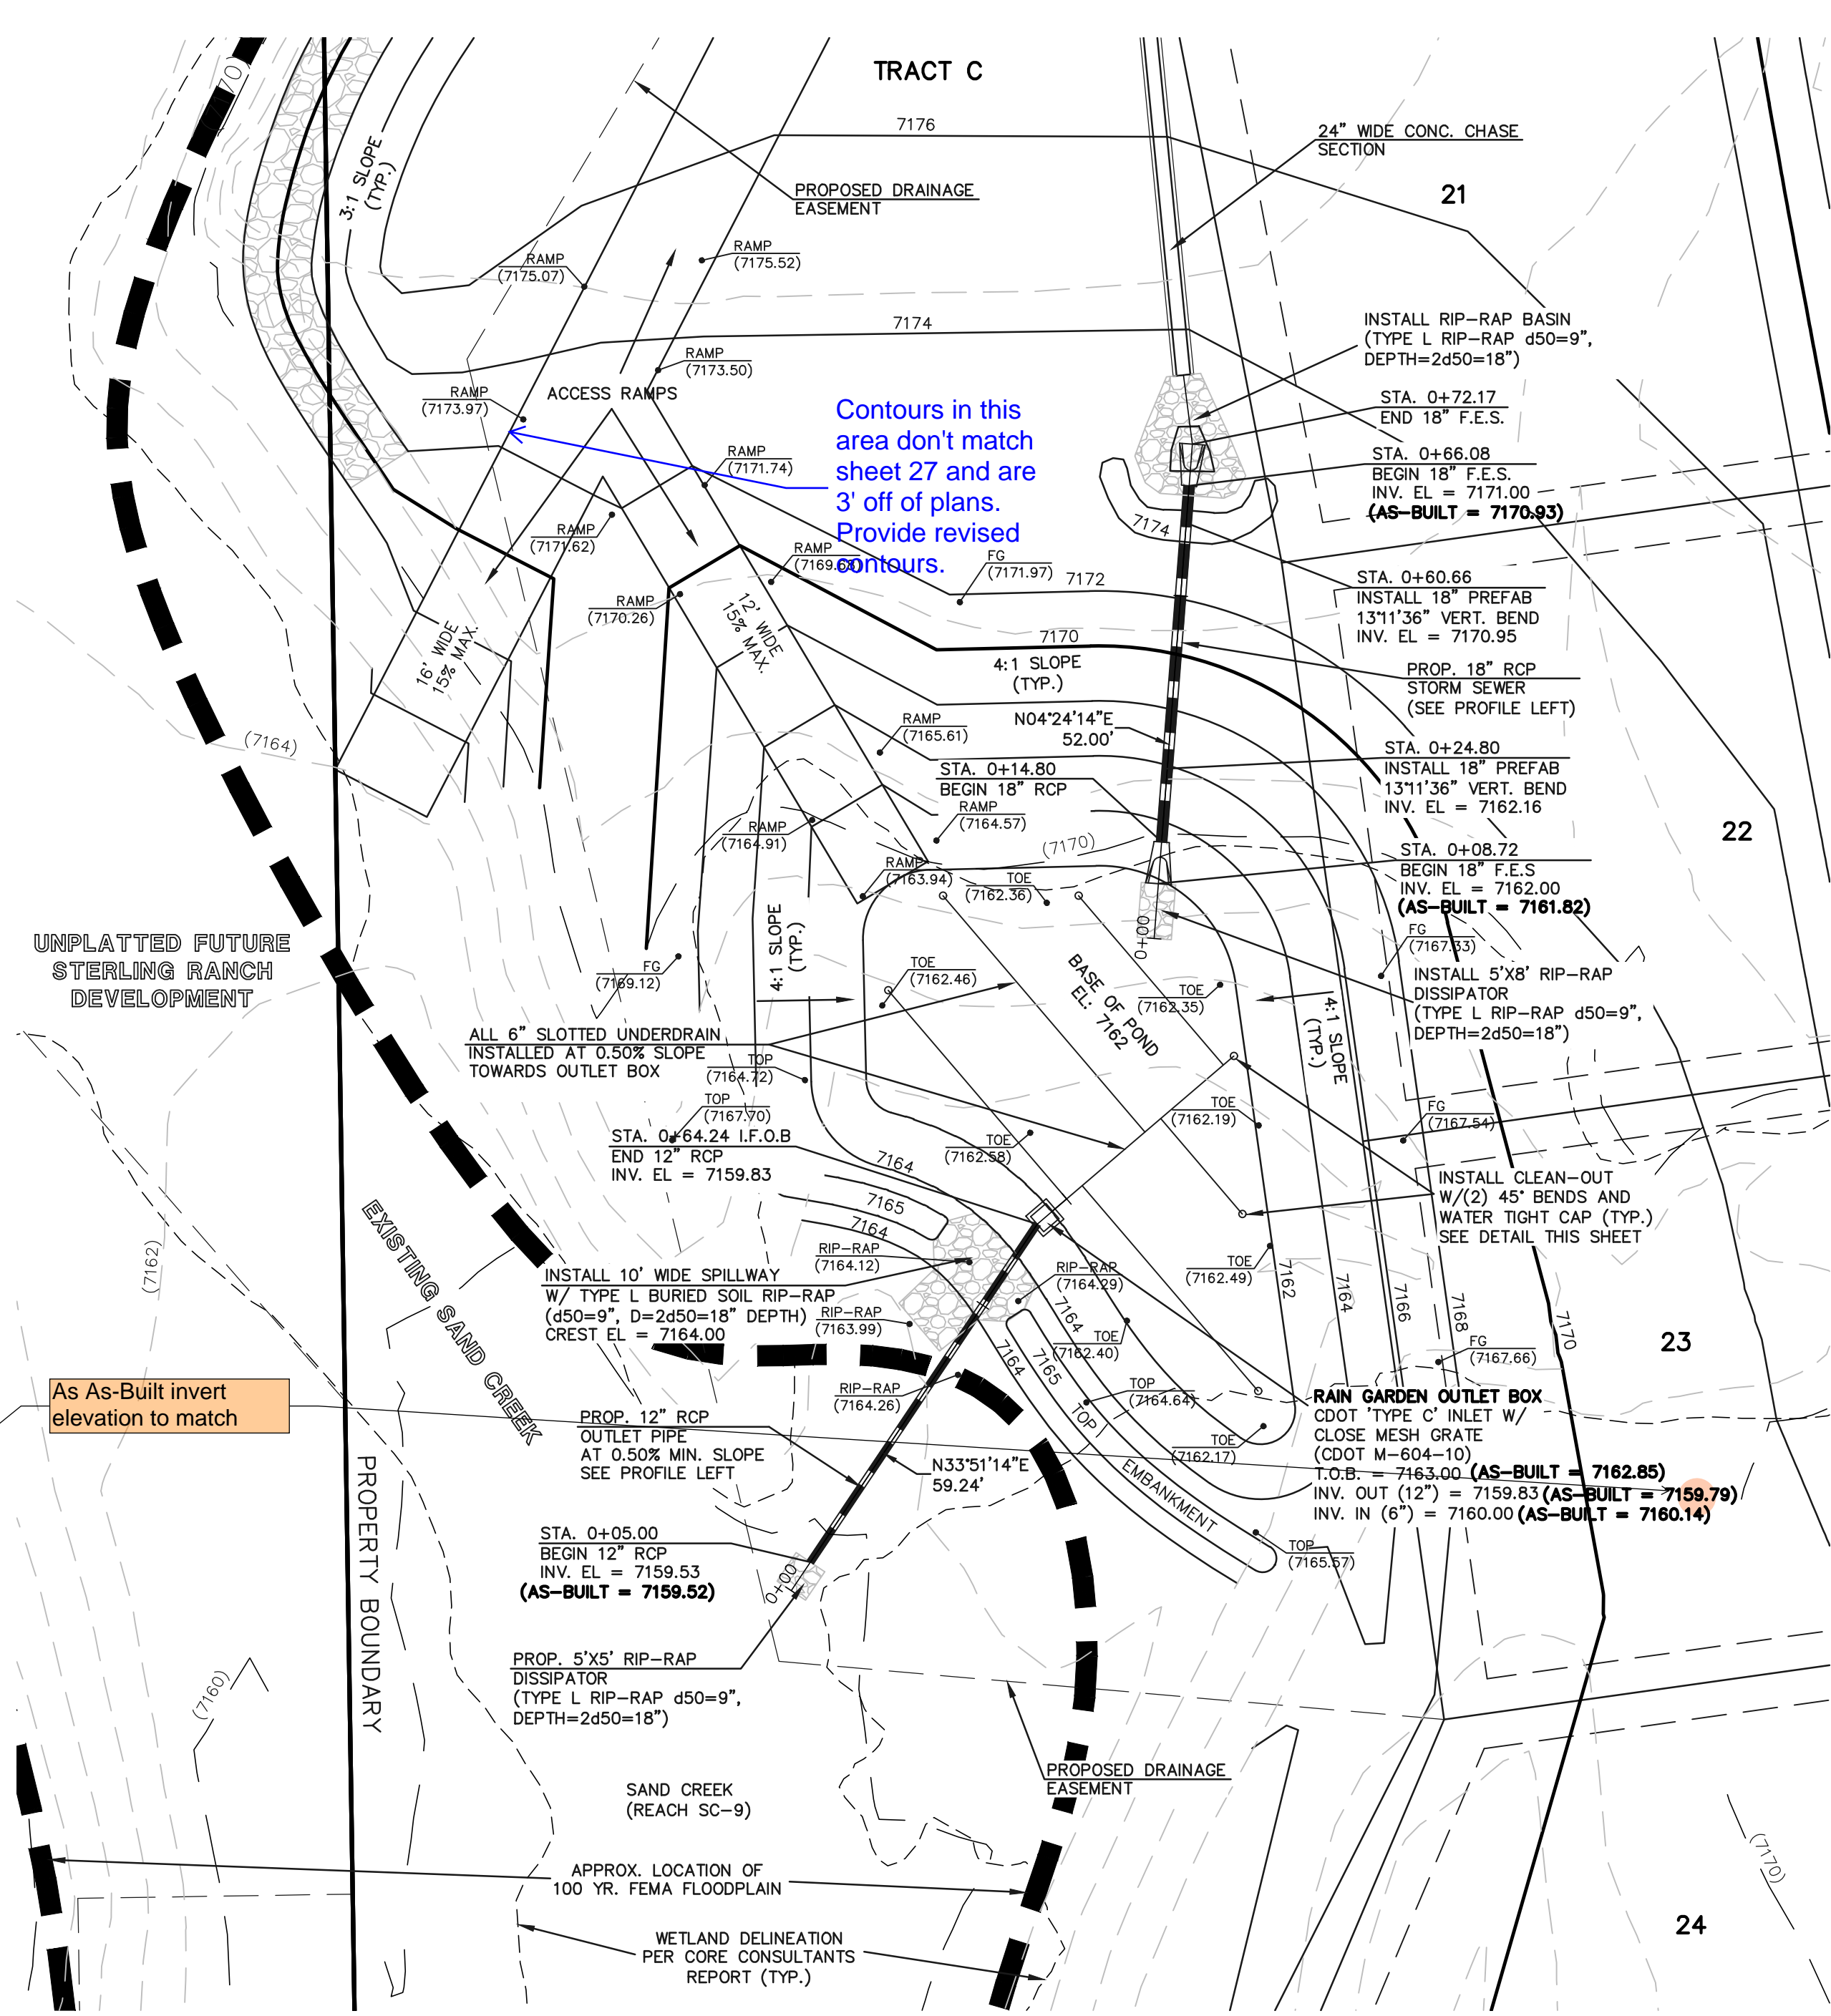 TRACT C
(7170)
3:1 SLOPE
(TYP.)
7176
24" WIDE CONC. CHASE
SECTION
21
PROPOSED DRAINAGE
EASEMENT
RAMP
(7175.07)
RAMP
(7175.52)
7174
INSTALL RIP-RAP BASIN
(TYPE L RIP-RAP d50=9",
DEPTH=2d50=18")
RAMP
(7173.50)
RAMP
(7173.97)
ACCESS RAMPS
Contours in this
area don't match
sheet 27 and are
3' off of plans.
Provide revised
contours.
STA. 0+72.17
END 18" F.E.S.
STA. 0+66.08
BEGIN 18" F.E.S.
INV. EL = 7171.00
(AS-BUILT = 7170.93)
RAMP
(7171.74)
RAMP
(7171.62)
7174
RAMP
(7169.68)
FG
(7171.97)
7172
RAMP
(7170.26)
STA. 0+60.66
INSTALL 18" PREFAB
13°11'36" VERT. BEND
INV. EL = 7170.95
16' WIDE
15% MAX.
12' WIDE
15% MAX.
7170
4:1 SLOPE
(TYP.)
PROP. 18" RCP
STORM SEWER
(SEE PROFILE LEFT)
(7164)
RAMP
(7165.61)
N04°24'14"E
52.00'
STA. 0+24.80
INSTALL 18" PREFAB
13°11'36" VERT. BEND
INV. EL = 7162.16
STA. 0+14.80
BEGIN 18" RCP
RAMP
(7164.57)
22
RAMP
(7164.91)
(7170)
STA. 0+08.72
BEGIN 18" F.E.S
INV. EL = 7162.00
(AS-BUILT = 7161.82)
RAMP
(7163.94)
TOE
(7162.36)
0+00
FG
(7167.33)
UNPLATTED FUTURE
STERLING RANCH
DEVELOPMENT
4:1 SLOPE
(TYP.)
FG
(7169.12)
TOE
(7162.46)
BASE OF POND
EL: 7162
TOE
(7162.35)
INSTALL 5'X8' RIP-RAP
DISSIPATOR
(TYPE L RIP-RAP d50=9",
DEPTH=2d50=18")
4:1 SLOPE
(TYP.)
ALL 6" SLOTTED UNDERDRAIN
INSTALLED AT 0.50% SLOPE
TOWARDS OUTLET BOX
TOP
(7164.72)
TOP
(7167.70)
TOE
(7162.19)
FG
(7167.54)
STA. 0+64.24 I.F.O.B
END 12" RCP
INV. EL = 7159.83
TOE
(7162.58)
7164
7165
7164
INSTALL CLEAN-OUT
W/(2) 45° BENDS AND
WATER TIGHT CAP (TYP.)
SEE DETAIL THIS SHEET
(7162)
EXISTING SAND CREEK
RIP-RAP
(7164.12)
RIP-RAP
(7164.29)
TOE
(7162.49)
7162
7164
7166
7168
7170
INSTALL 10' WIDE SPILLWAY
W/ TYPE L BURIED SOIL RIP-RAP
(d50=9", D=2d50=18" DEPTH)
CREST EL = 7164.00
RIP-RAP
(7163.99)
7164
TOE
(7162.40)
7164
7165
FG
(7167.66)
23
As As-Built invert
elevation to match
RIP-RAP
(7164.26)
TOP
(7164.64)
TOP
EMBANKMENT
TOE
(7162.17)
PROP. 12" RCP
OUTLET PIPE
AT 0.50% MIN. SLOPE
SEE PROFILE LEFT
N33°51'14"E
59.24'
RAIN GARDEN OUTLET BOX
CDOT 'TYPE C' INLET W/
CLOSE MESH GRATE
(CDOT M-604-10)
T.O.B. = 7163.00 (AS-BUILT = 7162.85)
INV. OUT (12") = 7159.83 (AS-BUILT = 7159.79)
INV. IN (6") = 7160.00 (AS-BUILT = 7160.14)
PROPERTY BOUNDARY
STA. 0+05.00
BEGIN 12" RCP
INV. EL = 7159.53
(AS-BUILT = 7159.52)
0+00
TOP
(7165.57)
PROP. 5'X5' RIP-RAP
DISSIPATOR
(TYPE L RIP-RAP d50=9",
DEPTH=2d50=18")
(7160)
PROPOSED DRAINAGE
EASEMENT
SAND CREEK
(REACH SC-9)
APPROX. LOCATION OF
100 YR. FEMA FLOODPLAIN
(7170)
WETLAND DELINEATION
PER CORE CONSULTANTS
REPORT (TYP.)
24